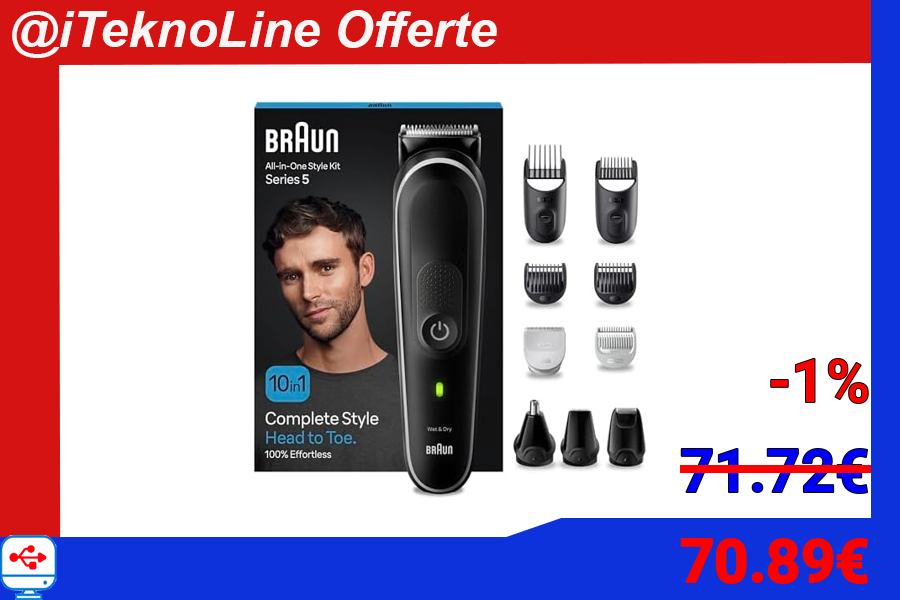 @iTeknoLine Offerte
BRAUN
All-in-One Style Kit
Series 5
10in1
Complete Style
Head to Toe.
100% Effortless
Wet & Dry
BRAUN
-1%
71.72€
70.89€